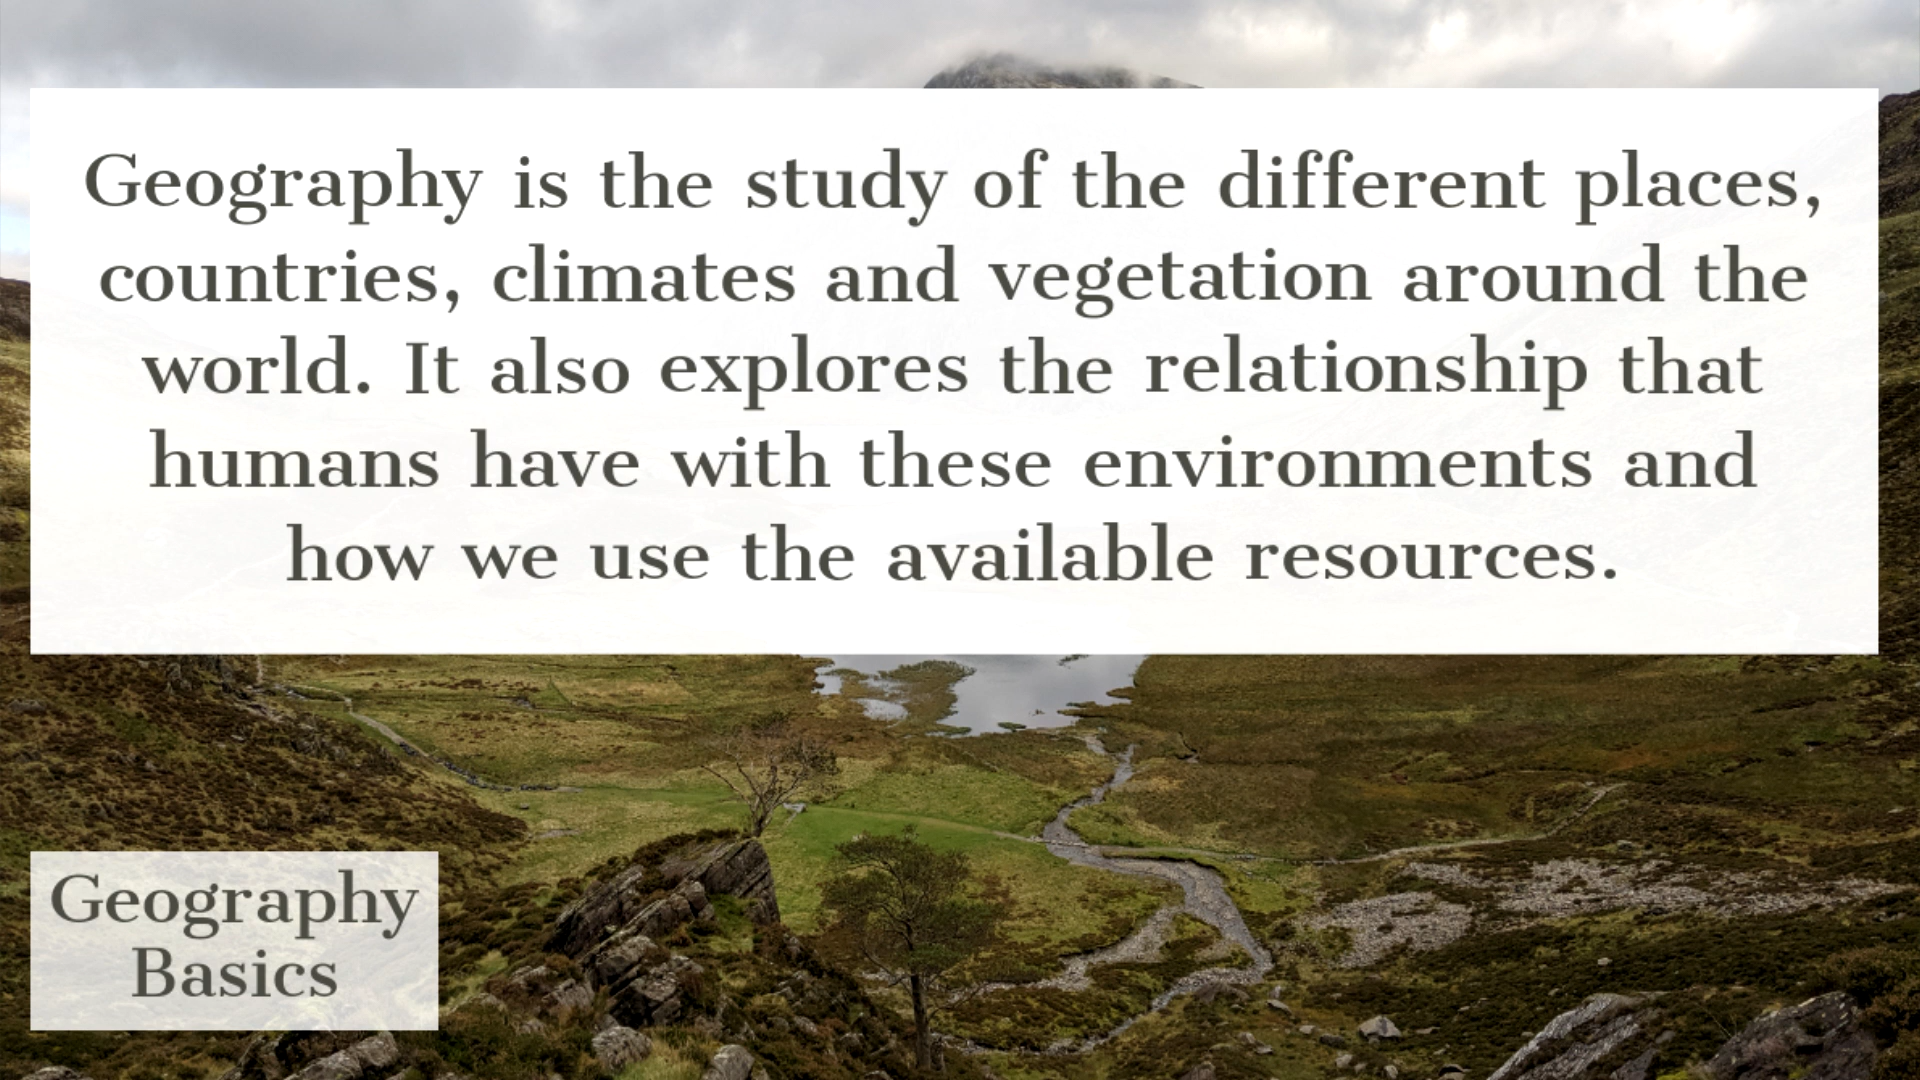 Geography is the study of the different places,
countries, climates and vegetation around the
world. It also explores the relationship that
humans have with these environments and
how we use the available resources.
Geography
Basics